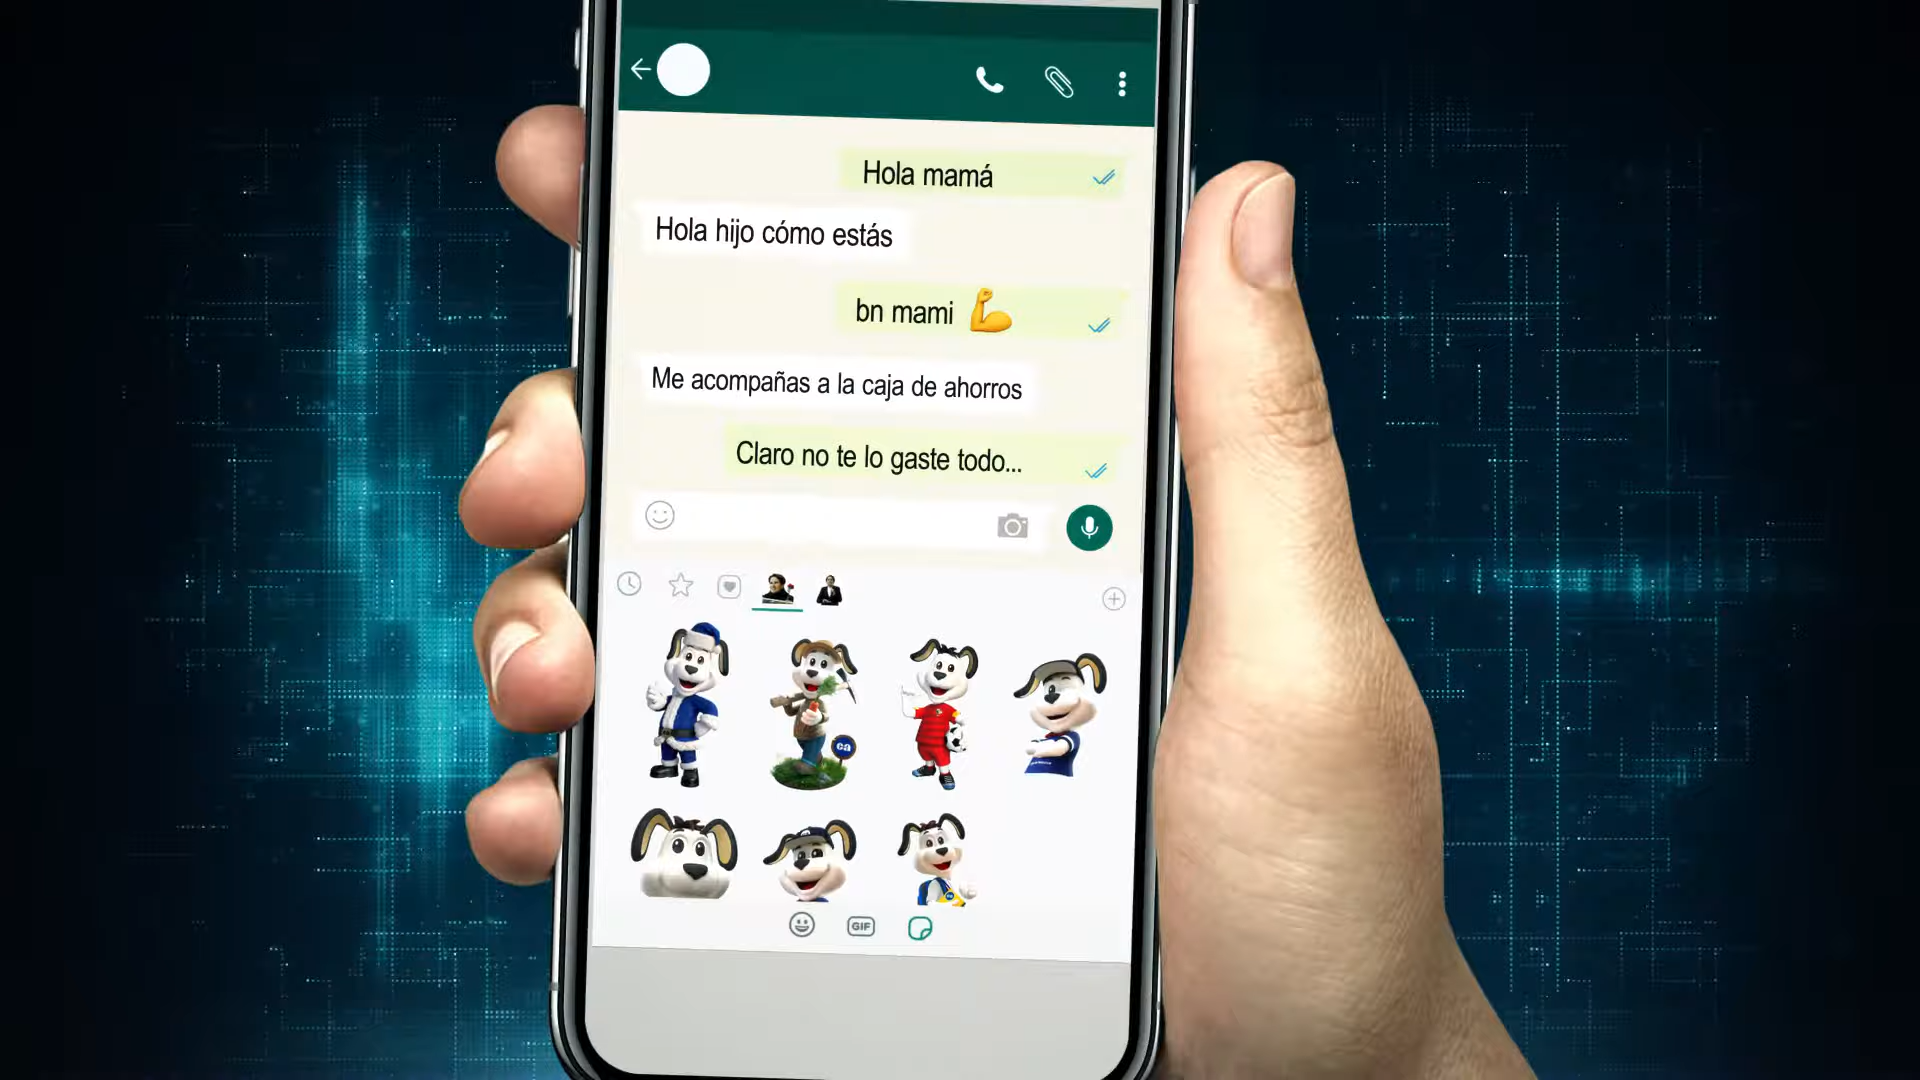 Hola mamá
Hola hijo cómo estás
bn mami
Me acompañas a la caja de ahorros
Claro no te lo gaste todo...
ca
GIF